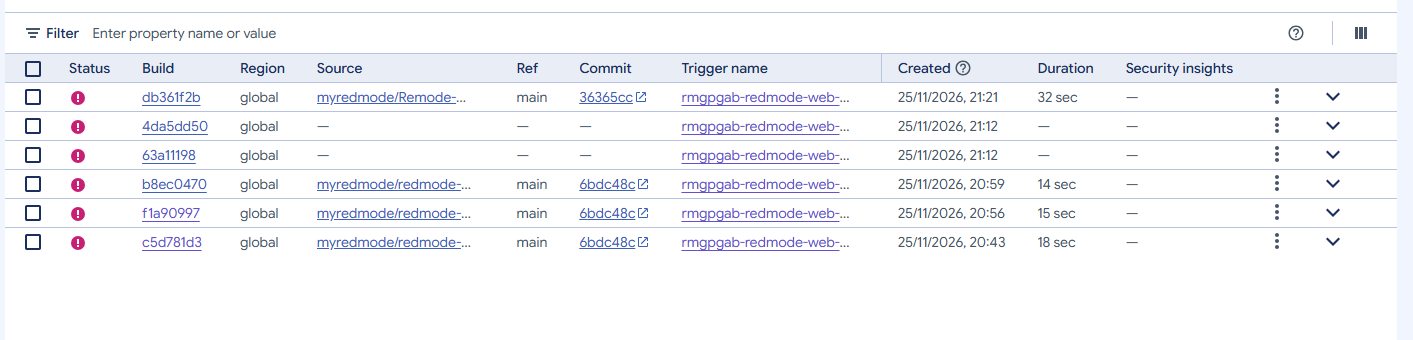 Filter Enter property name or value
Status Build Region Source Ref Commit Trigger name Created Duration Security insights
db361f2b global myredmode/Remode-... main 36365cc rmgpgab-redmode-web-... 25/11/2026, 21:21 32 sec —
4da5dd50 global — — — rmgpgab-redmode-web-... 25/11/2026, 21:12 — —
63a11198 global — — — rmgpgab-redmode-web-... 25/11/2026, 21:12 — —
b8ec0470 global myredmode/redmode-... main 6bdc48c rmgpgab-redmode-web-... 25/11/2026, 20:59 14 sec —
f1a90997 global myredmode/redmode-... main 6bdc48c rmgpgab-redmode-web-... 25/11/2026, 20:56 15 sec —
c5d781d3 global myredmode/redmode-... main 6bdc48c rmgpgab-redmode-web-... 25/11/2026, 20:43 18 sec —